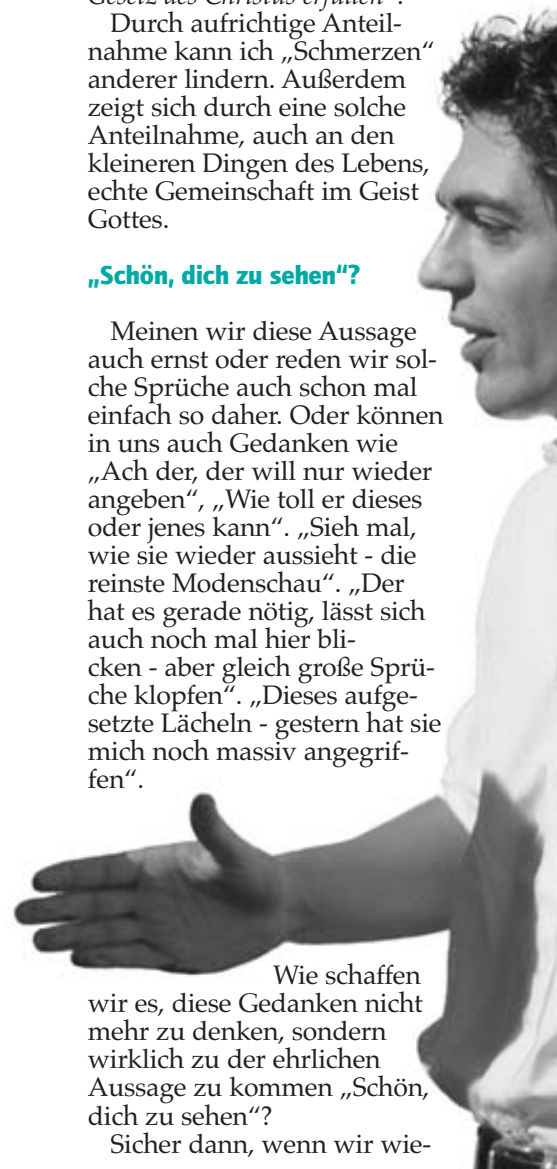 Gesetz des Christus erfüllen“.
Durch aufrichtige Anteil-
nahme kann ich „Schmerzen“
anderer lindern. Außerdem
zeigt sich durch eine solche
Anteilnahme, auch an den
kleineren Dingen des Lebens,
echte Gemeinschaft im Geist
Gottes.
„Schön, dich zu sehen“?
Meinen wir diese Aussage
auch ernst oder reden wir sol-
che Sprüche auch schon mal
einfach so daher. Oder können
in uns auch Gedanken wie
„Ach der, der will nur wieder
angeben“, „Wie toll er dieses
oder jenes kann“. „Sieh mal,
wie sie wieder aussieht - die
reinste Modenschau“. „Der
hat es gerade nötig, lässt sich
auch noch mal hier bli-
cken - aber gleich große Sprü-
che klopfen“. „Dieses aufge-
setzte Lächeln - gestern hat sie
mich noch massiv angegrif-
fen“.
Wie schaffen
wir es, diese Gedanken nicht
mehr zu denken, sondern
wirklich zu der ehrlichen
Aussage zu kommen „Schön,
dich zu sehen“?
Sicher dann, wenn wir wie-